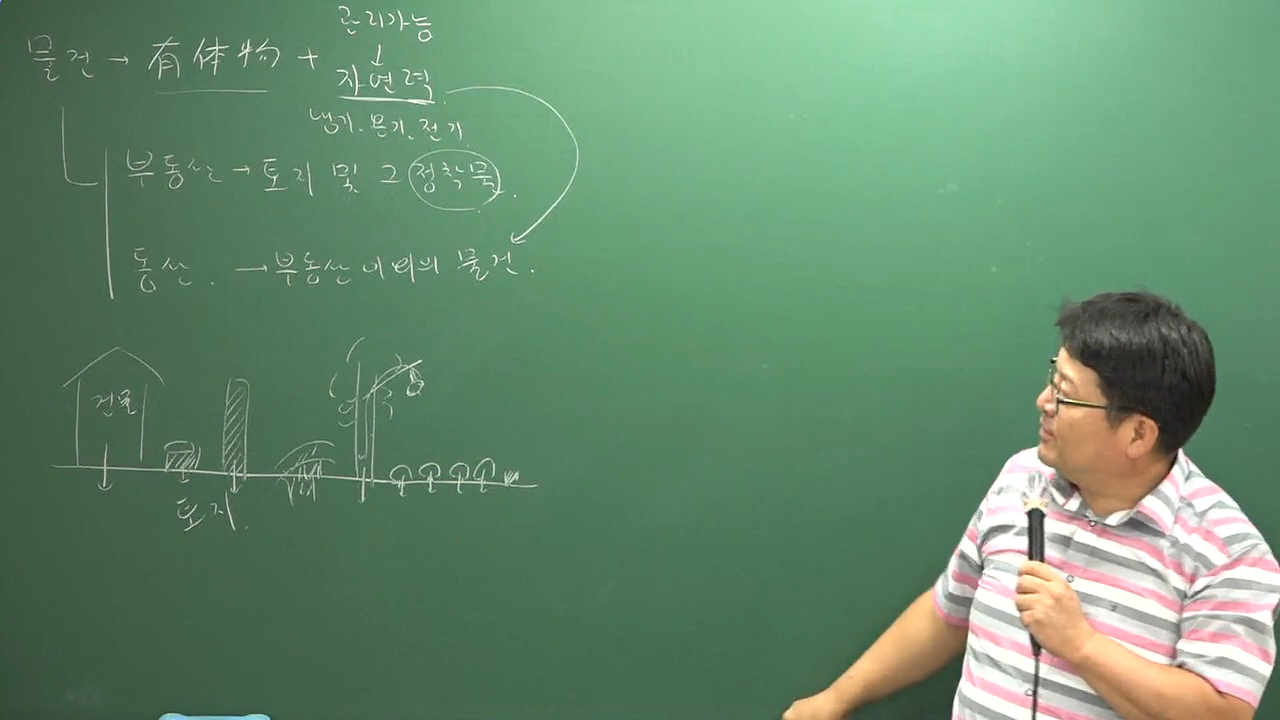 관리가능
↓
물건 → 有体物 + 자연력
냉기. 온기. 전기
부동산 → 토지 및 그 정착물.
동산. → 부동산 이외의 물건.
건물
토지.